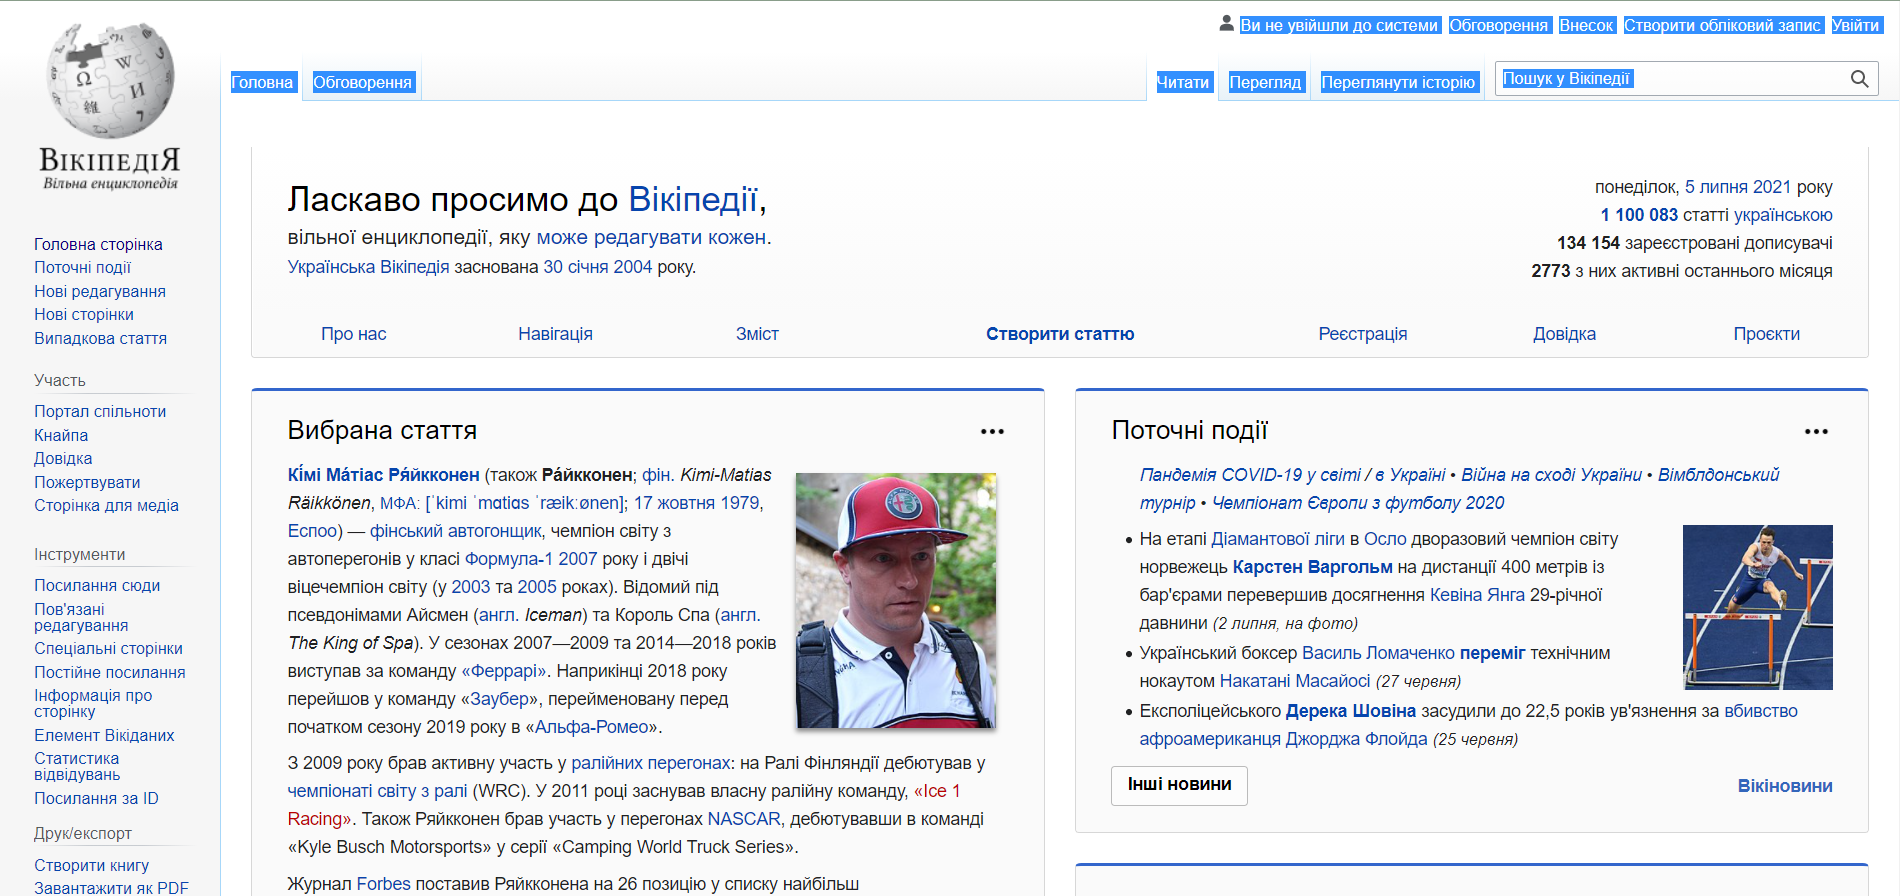 Ви не увійшли до системи Обговорення Внесок Створити обліковий запис Увійти
Головна Обговорення Читати Перегляд Переглянути історію Пошук у Вікіпедії
ВікіпедіЯ
Вільна енциклопедія
Головна сторінка
Поточні події
Нові редагування
Нові сторінки
Випадкова стаття
Участь
Портал спільноти
Кнайпа
Довідка
Пожертвувати
Сторінка для медіа
Інструменти
Посилання сюди
Пов'язані
редагування
Спеціальні сторінки
Постійне посилання
Інформація про
сторінку
Елемент Вікіданих
Статистика
відвідувань
Посилання за ID
Друк/експорт
Створити книгу
Завантажити як PDF
Ласкаво просимо до Вікіпедії,
вільної енциклопедії, яку може редагувати кожен.
Українська Вікіпедія заснована 30 січня 2004 року.
понеділок, 5 липня 2021 року
1 100 083 статті українською
134 154 зареєстровані дописувачі
2773 з них активні останнього місяця
Про нас Навігація Зміст Створити статтю Реєстрація Довідка Проєкти
Вибрана стаття
Кі́мі Ма́тіас Ря́йкконен (також Ра́йкконен; фін. Kimi-Matias
Räikkönen, МФА: [ˈkimi ˈmɑtiɑs ˈræikːønen]; 17 жовтня 1979,
Еспоо) — фінський автогонщик, чемпіон світу з
автоперегонів у класі Формула-1 2007 року і двічі
віцечемпіон світу (у 2003 та 2005 роках). Відомий під
псевдонімами Айсмен (англ. Iceman) та Король Спа (англ.
The King of Spa). У сезонах 2007—2009 та 2014—2018 років
виступав за команду «Феррарі». Наприкінці 2018 року
перейшов у команду «Заубер», перейменовану перед
початком сезону 2019 року в «Альфа-Ромео».
З 2009 року брав активну участь у ралійних перегонах: на Ралі Фінляндії дебютував у
чемпіонаті світу з ралі (WRC). У 2011 році заснував власну ралійну команду, «Ice 1
Racing». Також Ряйкконен брав участь у перегонах NASCAR, дебютувавши в команді
«Kyle Busch Motorsports» у серії «Camping World Truck Series».
Журнал Forbes поставив Ряйкконена на 26 позицію у списку найбільш
Поточні події
Пандемія COVID-19 у світі / в Україні • Війна на сході України • Вімблдонський
турнір • Чемпіонат Європи з футболу 2020
• На етапі Діамантової ліги в Осло дворазовий чемпіон світу
норвежець Карстен Варгольм на дистанції 400 метрів із
бар'єрами перевершив досягнення Кевіна Янга 29-річної
давнини (2 липня, на фото)
• Український боксер Василь Ломаченко переміг технічним
нокаутом Накатані Масайосі (27 червня)
• Експоліцейського Дерека Шовіна засудили до 22,5 років ув'язнення за вбивство
афроамериканця Джорджа Флойда (25 червня)
Інші новини Вікіновини